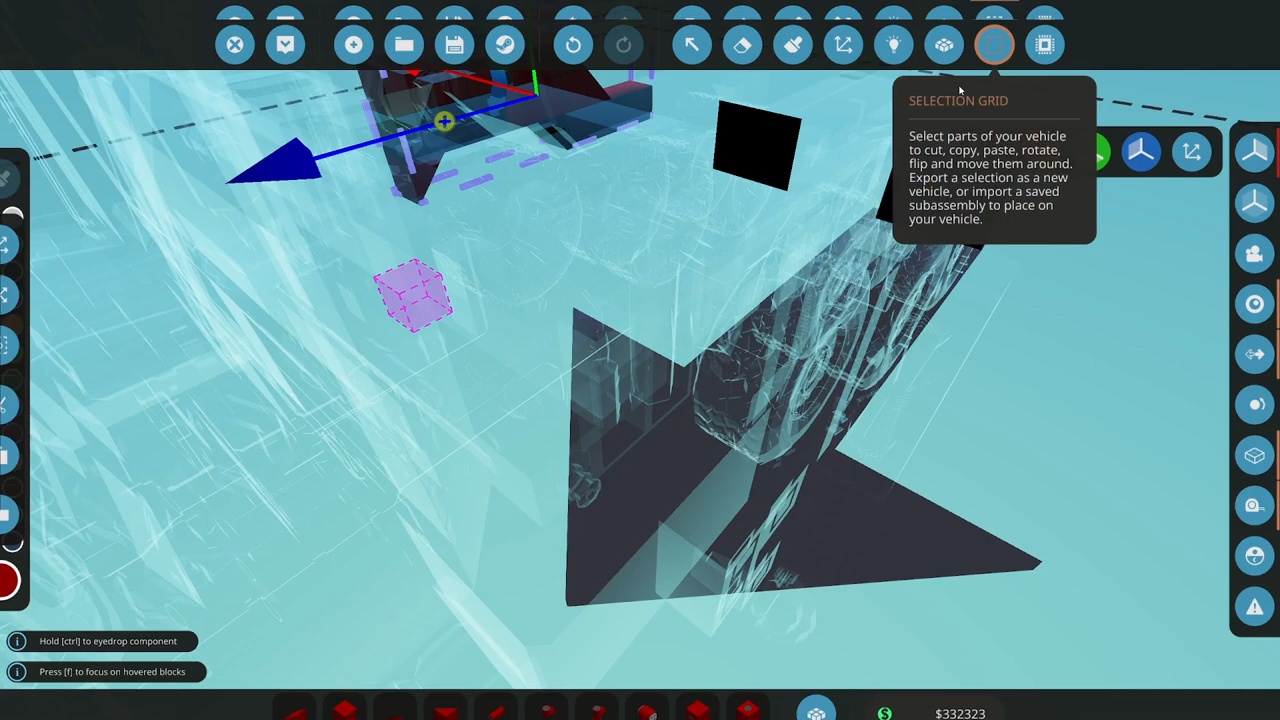 SELECTION GRID
Select parts of your vehicle
to cut, copy, paste, rotate,
flip and move them around.
Export a selection as a new
vehicle, or import a saved
subassembly to place on
your vehicle.
Hold [ctrl] to eyedrop component
Press [f] to focus on hovered blocks
$332323